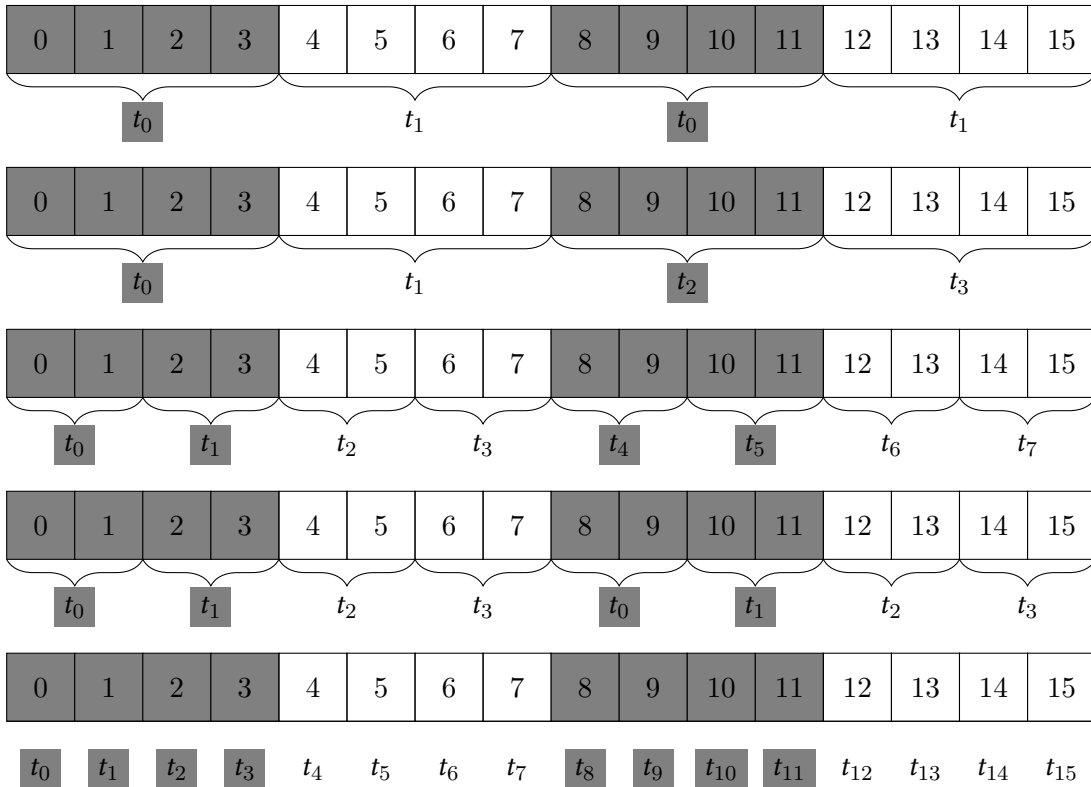 0 1 2 3 4 5 6 7 8 9 10 11 12 13 14 15
t₀ t₁ t₀ t₁
0 1 2 3 4 5 6 7 8 9 10 11 12 13 14 15
t₀ t₁ t₂ t₃
0 1 2 3 4 5 6 7 8 9 10 11 12 13 14 15
t₀ t₁ t₂ t₃ t₄ t₅ t₆ t₇
0 1 2 3 4 5 6 7 8 9 10 11 12 13 14 15
t₀ t₁ t₂ t₃ t₀ t₁ t₂ t₃
0 1 2 3 4 5 6 7 8 9 10 11 12 13 14 15
t₀ t₁ t₂ t₃ t₄ t₅ t₆ t₇ t₈ t₉ t₁₀ t₁₁ t₁₂ t₁₃ t₁₄ t₁₅